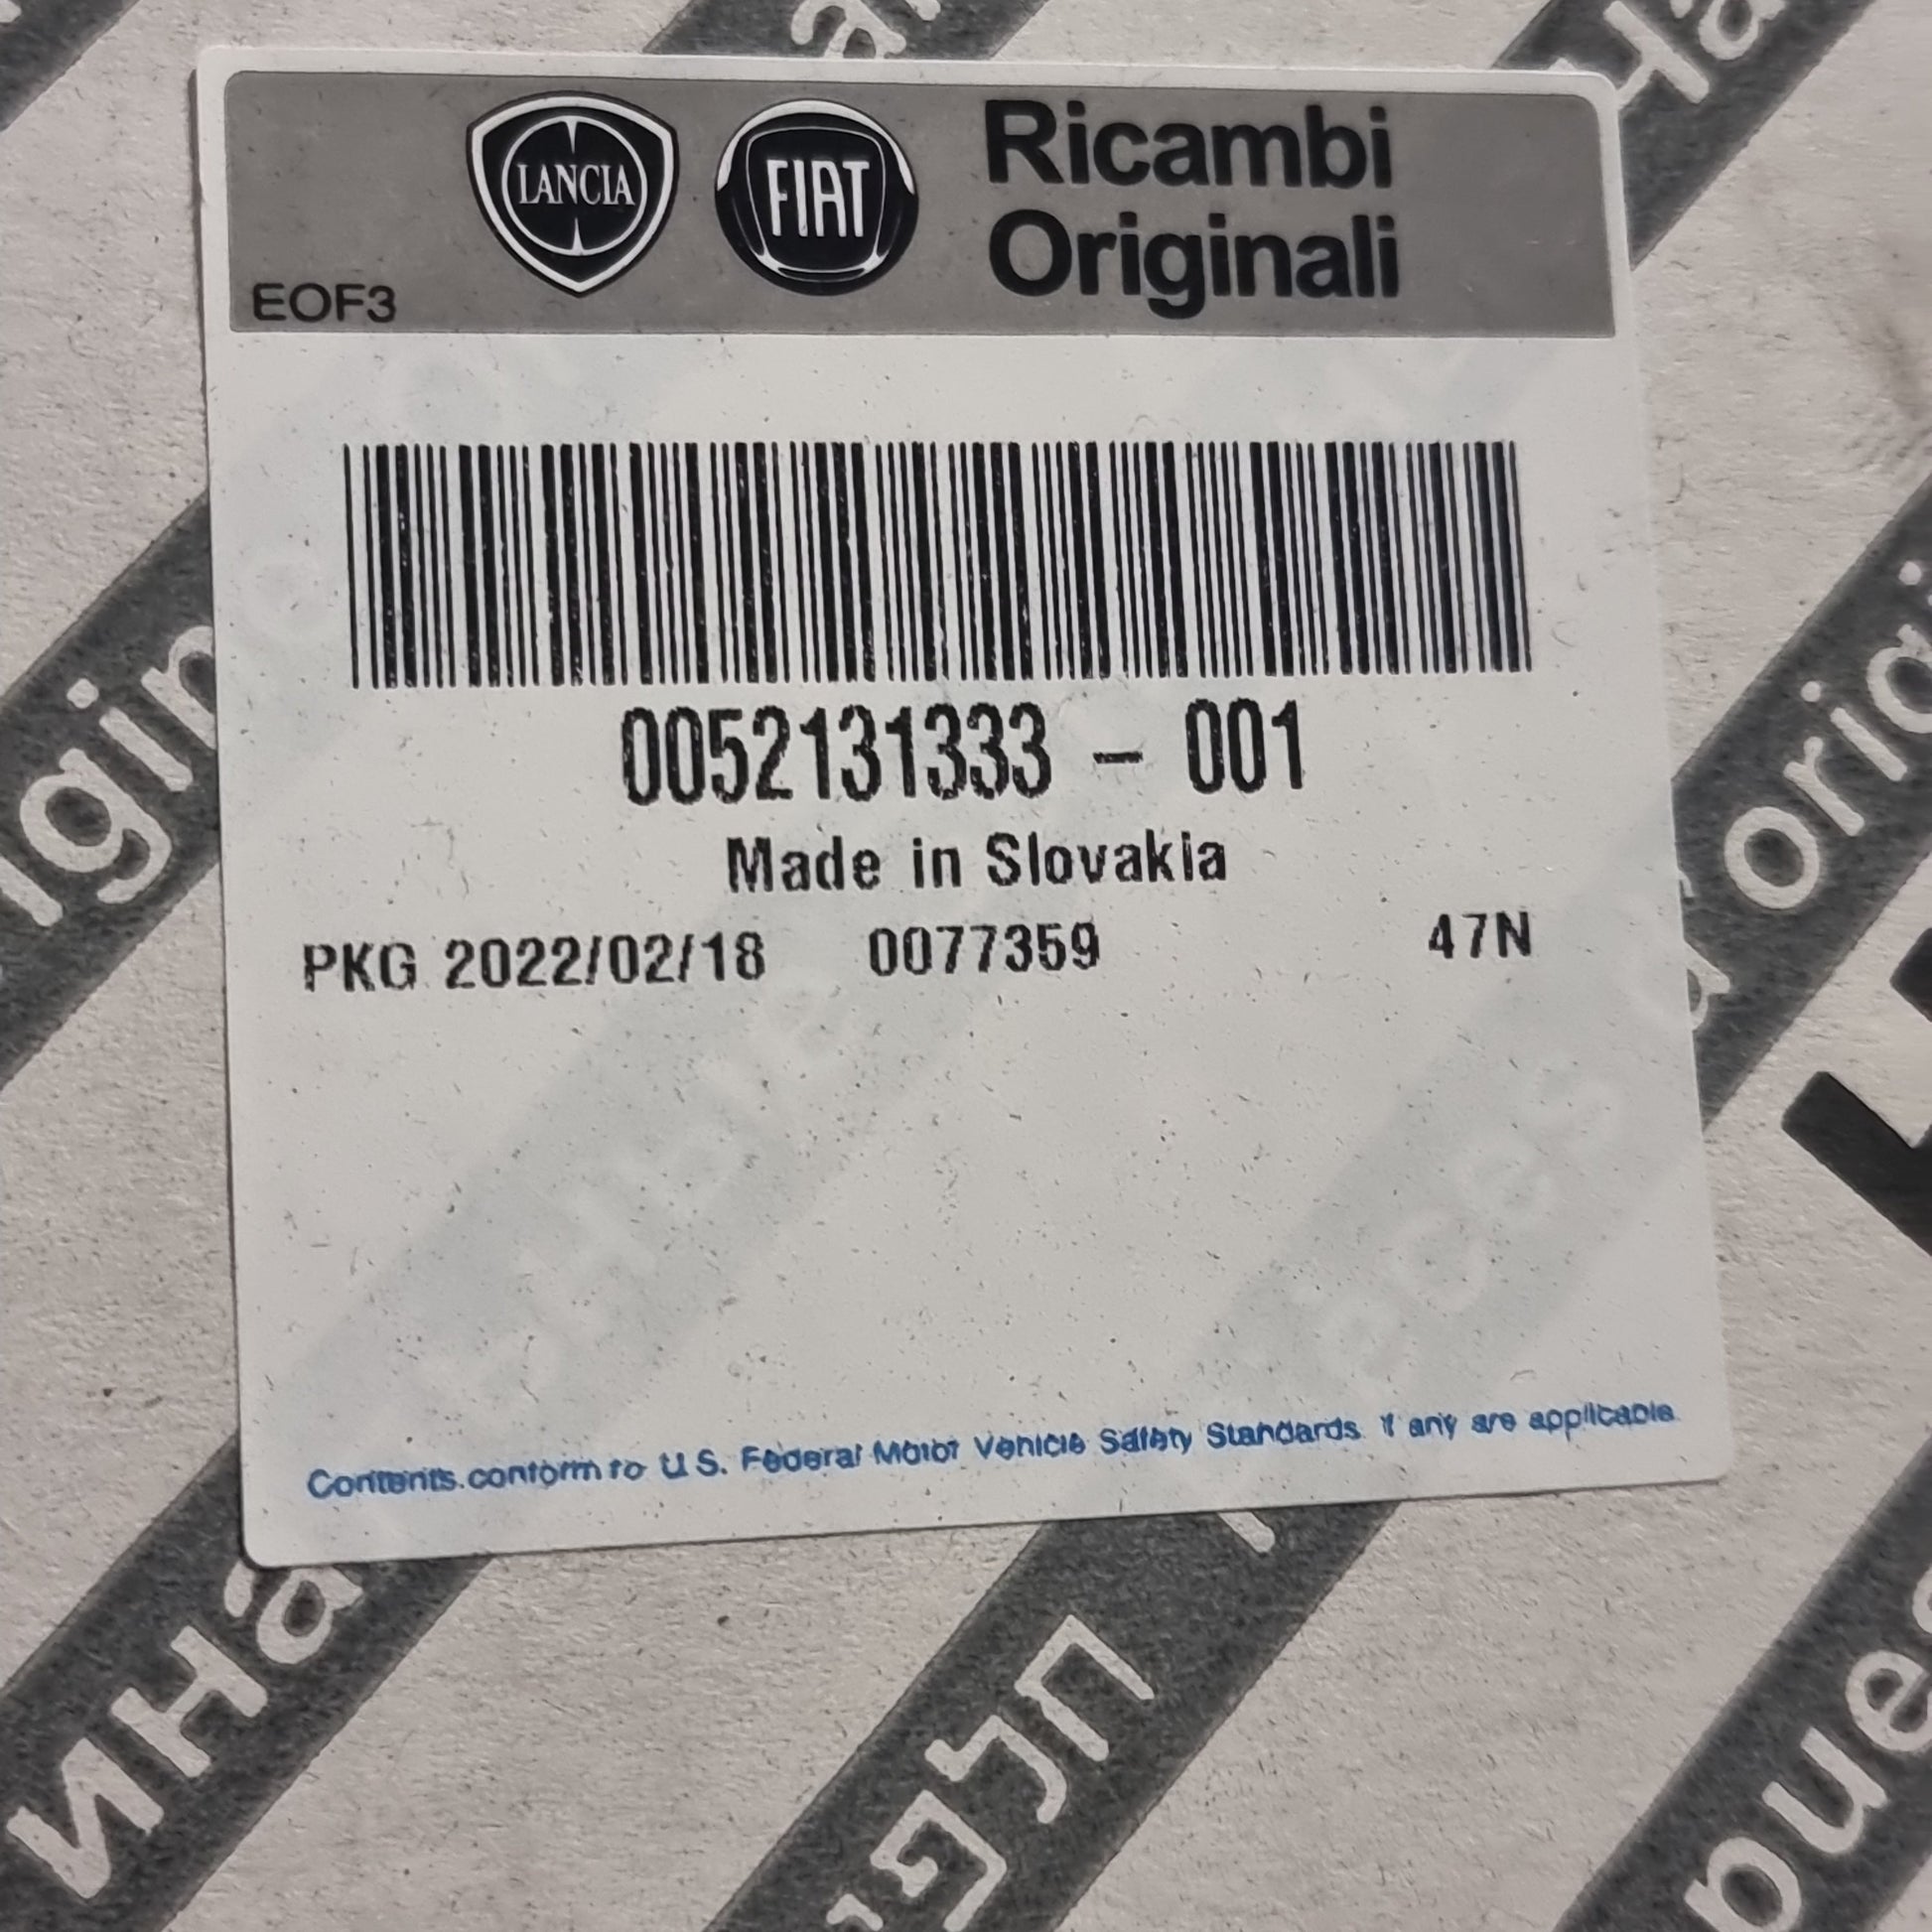 LANCIA
FIAT
Ricambi
Originali
EOF3
0052131333 - 001
Made in Slovakia
PKG 2022/02/18 0077359 47N
Contents conform to U.S. Federal Motor Vehicle Safety Standards if any are applicable